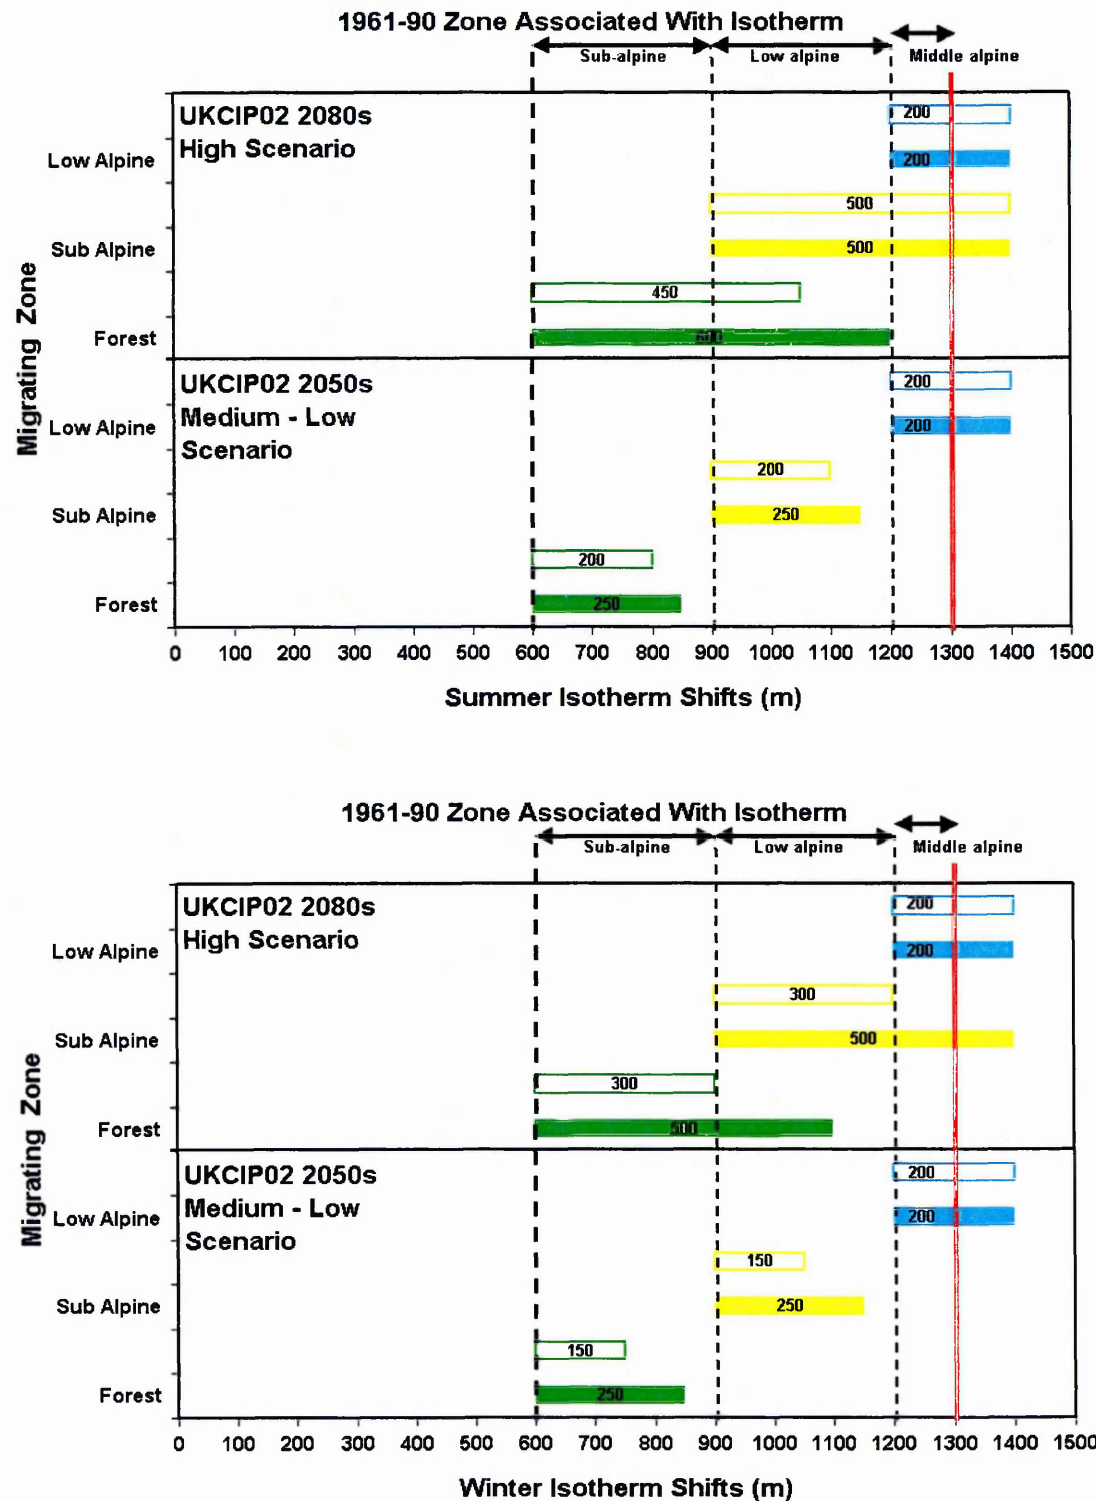 1961-90 Zone Associated With Isotherm
Sub-alpine Low alpine Middle alpine
UKCIP02 2080s
High Scenario
200
Low Alpine 200
500
Sub Alpine 500
450
Forest
UKCIP02 2050s
Medium - Low
Scenario
200
Low Alpine 200
200
Sub Alpine 250
200
Forest 250
Migrating Zone
0 100 200 300 400 500 600 700 800 900 1000 1100 1200 1300 1400 1500
Summer Isotherm Shifts (m)
1961-90 Zone Associated With Isotherm
Sub-alpine Low alpine Middle alpine
UKCIP02 2080s
High Scenario
200
Low Alpine 200
300
Sub Alpine 500
300
Forest 500
UKCIP02 2050s
Medium - Low
Scenario
200
Low Alpine 200
150
Sub Alpine 250
150
Forest 250
Migrating Zone
0 100 200 300 400 500 600 700 800 900 1000 1100 1200 1300 1400 1500
Winter Isotherm Shifts (m)